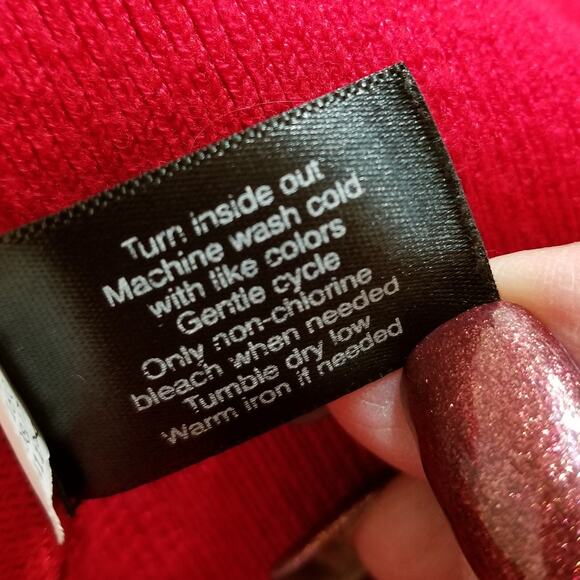 Turn inside out
Machine wash cold
with like colors
Gentle cycle
Only non-chlorine
bleach when needed
Tumble dry low
Warm iron if needed